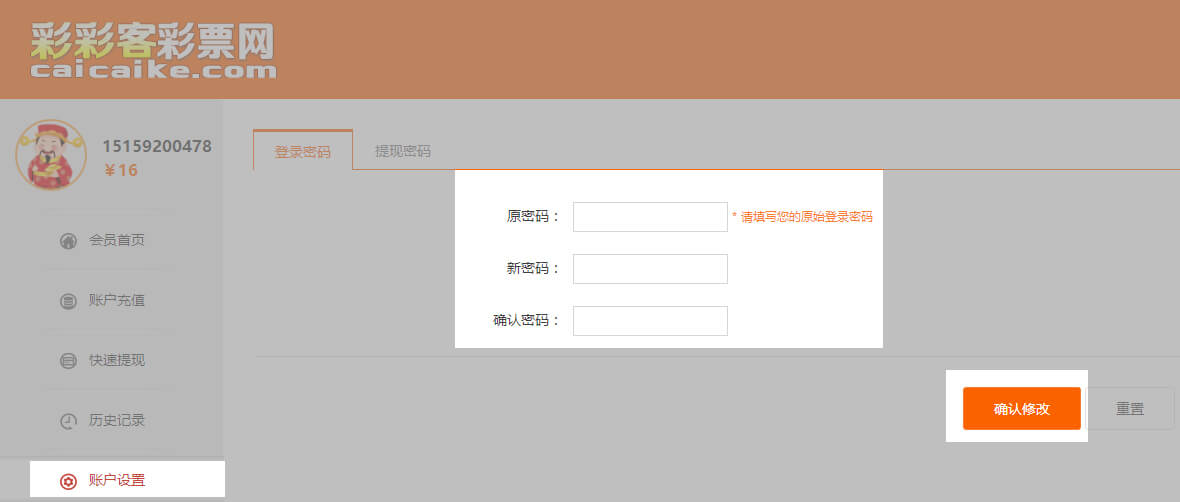 彩彩客彩票网
caicaike.com
15159200478
￥16
会员首页
账户充值
快速提现
历史记录
账户设置
登录密码 提现密码
原密码： * 请填写您的原始登录密码
新密码：
确认密码：
确认修改 重置